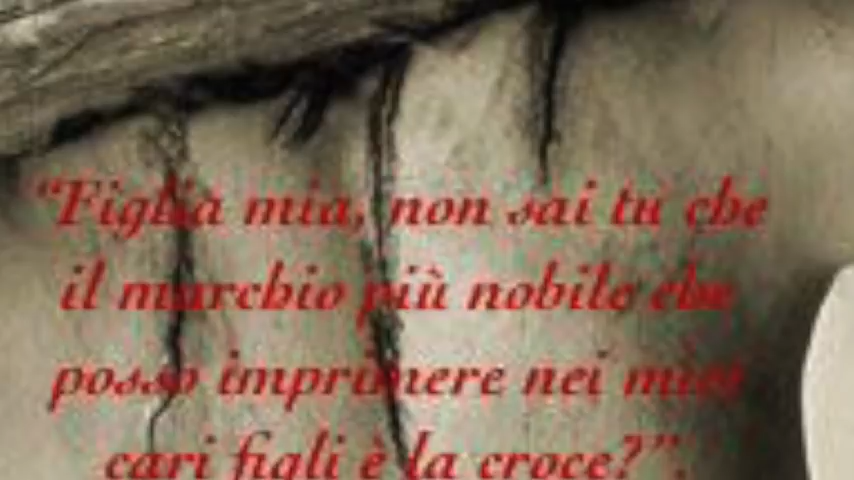 “Figlia mia, non sai tu che
il marchio più nobile che
posso imprimere nei miei
cari figli è la croce?”.